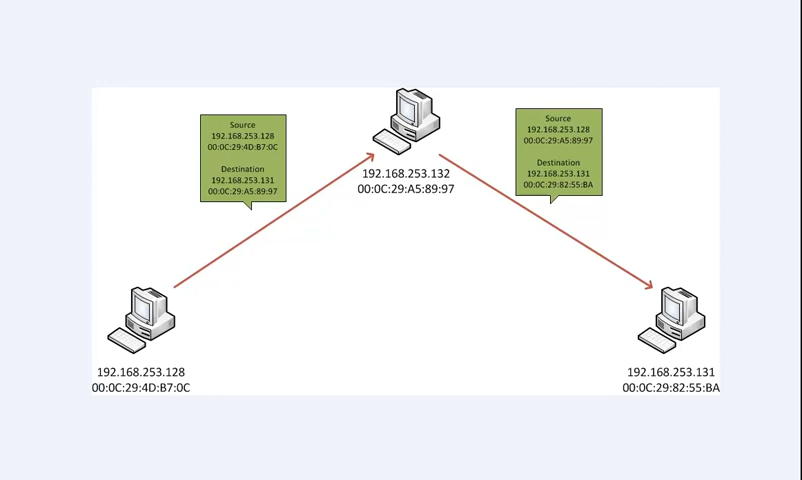 Source
192.168.253.128
00:0C:29:4D:B7:0C
Destination
192.168.253.131
00:0C:29:A5:89:97
Source
192.168.253.128
00:0C:29:A5:89:97
Destination
192.168.253.131
00:0C:29:82:55:BA
192.168.253.132
00:0C:29:A5:89:97
192.168.253.128
00:0C:29:4D:B7:0C
192.168.253.131
00:0C:29:82:55:BA